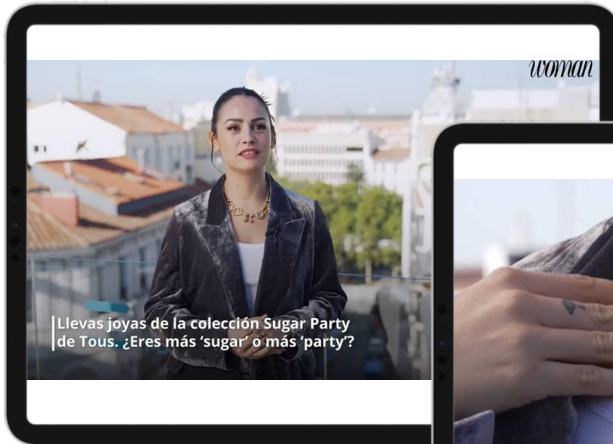 woman
Llevas joyas de la colección Sugar Party
de Tous. ¿Eres más ‘sugar’ o más ‘party’?